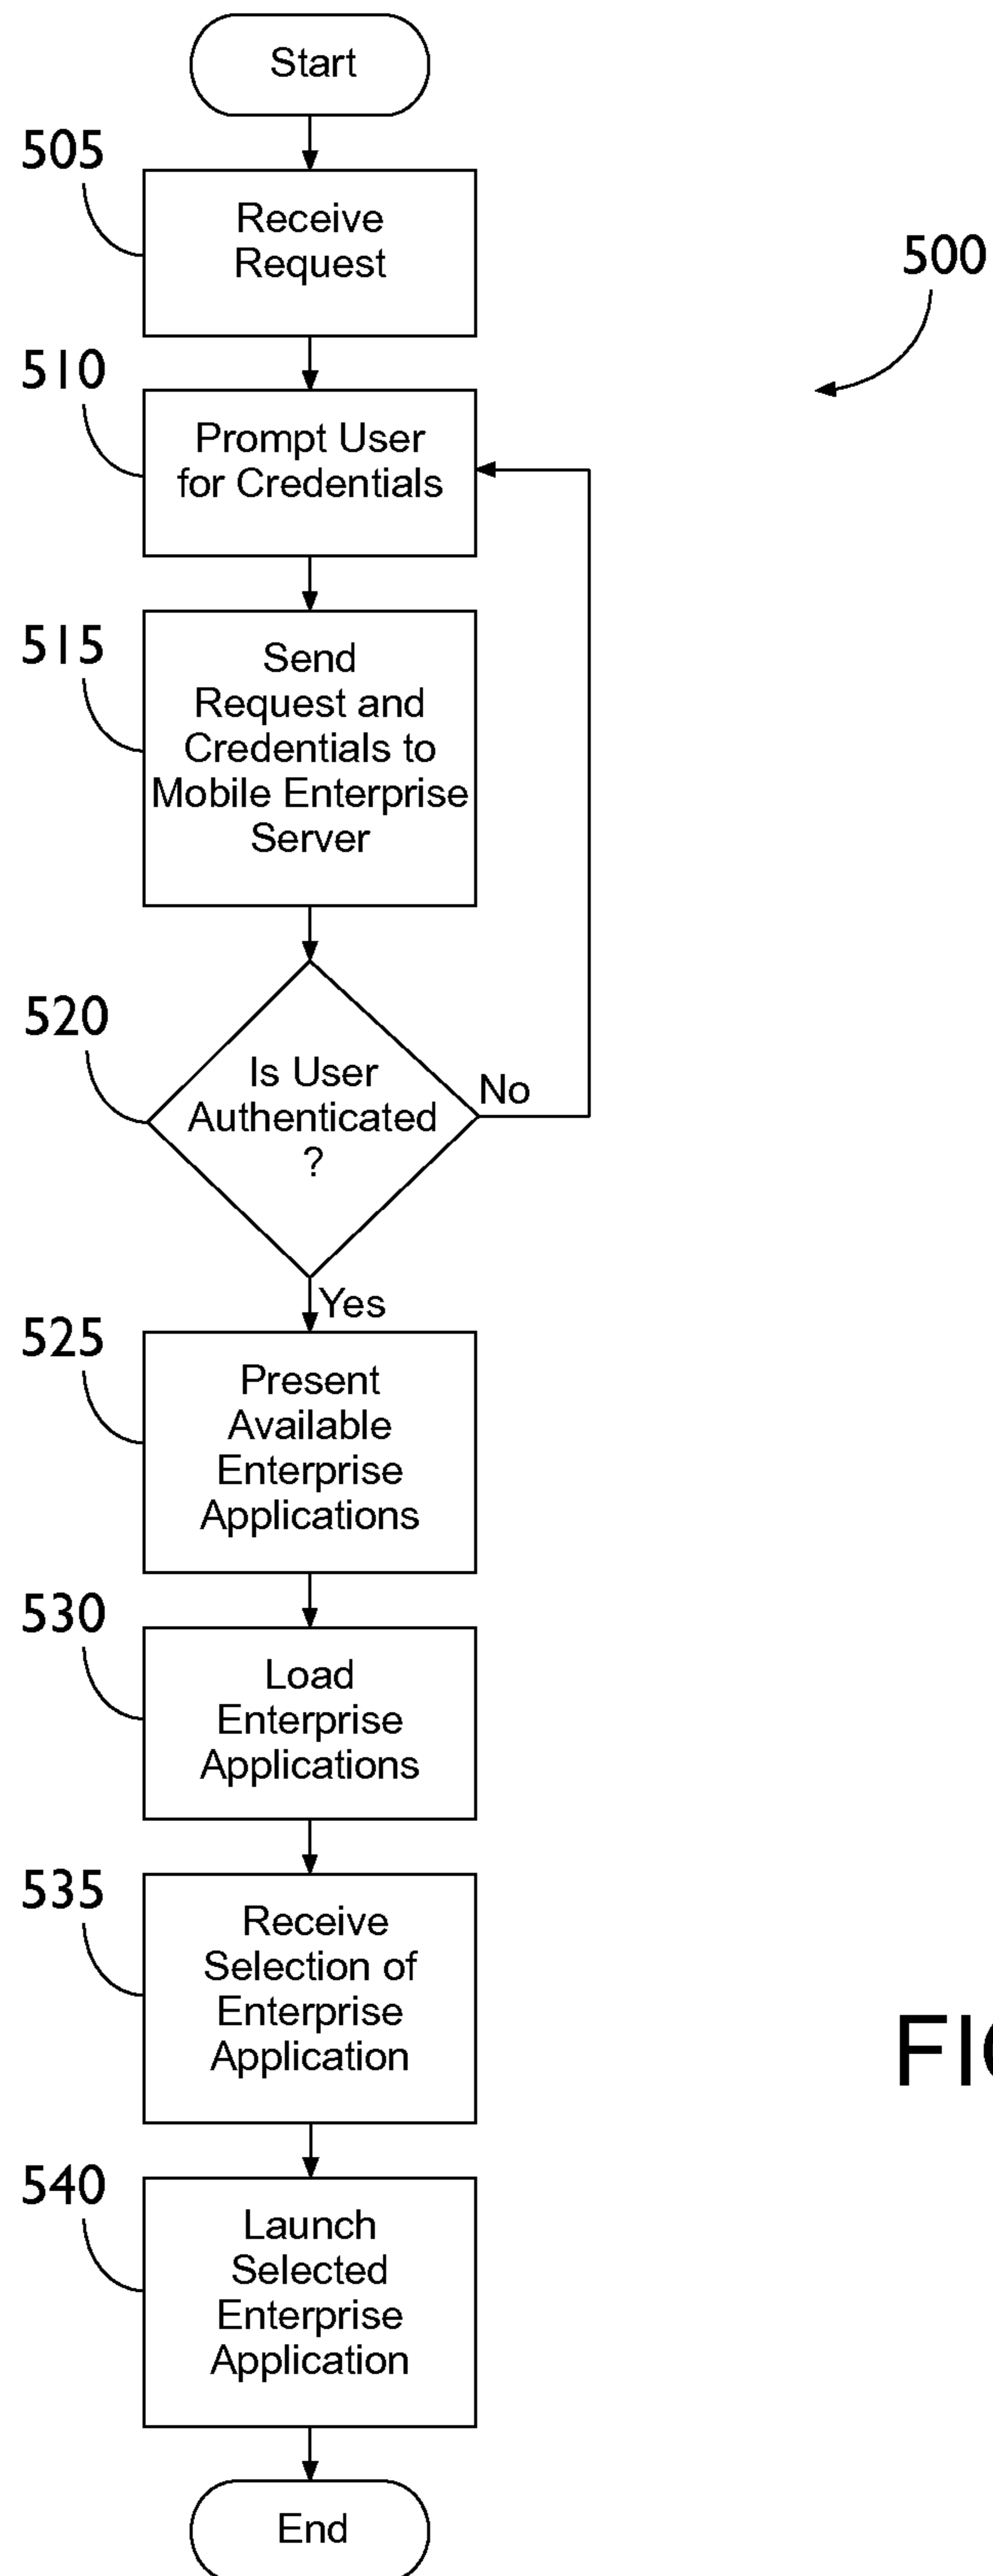 Start
505
Receive
Request
500
510
Prompt User
for Credentials
515
Send
Request and
Credentials to
Mobile Enterprise
Server
520
Is User
Authenticated
?
No
Yes
525
Present
Available
Enterprise
Applications
530
Load
Enterprise
Applications
535
Receive
Selection of
Enterprise
Application
540
Launch
Selected
Enterprise
Application
End